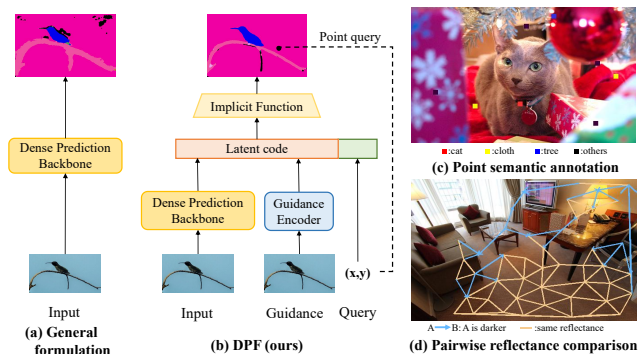 Point query
Implicit Function
Latent code
Dense Prediction
Backbone
Dense Prediction
Backbone
Guidance
Encoder
(x,y)
Input
Input
Guidance
Query
(a) General
formulation
(b) DPF (ours)
:cat :cloth :tree :others
(c) Point semantic annotation
A B: A is darker :same reflectance
(d) Pairwise reflectance comparison